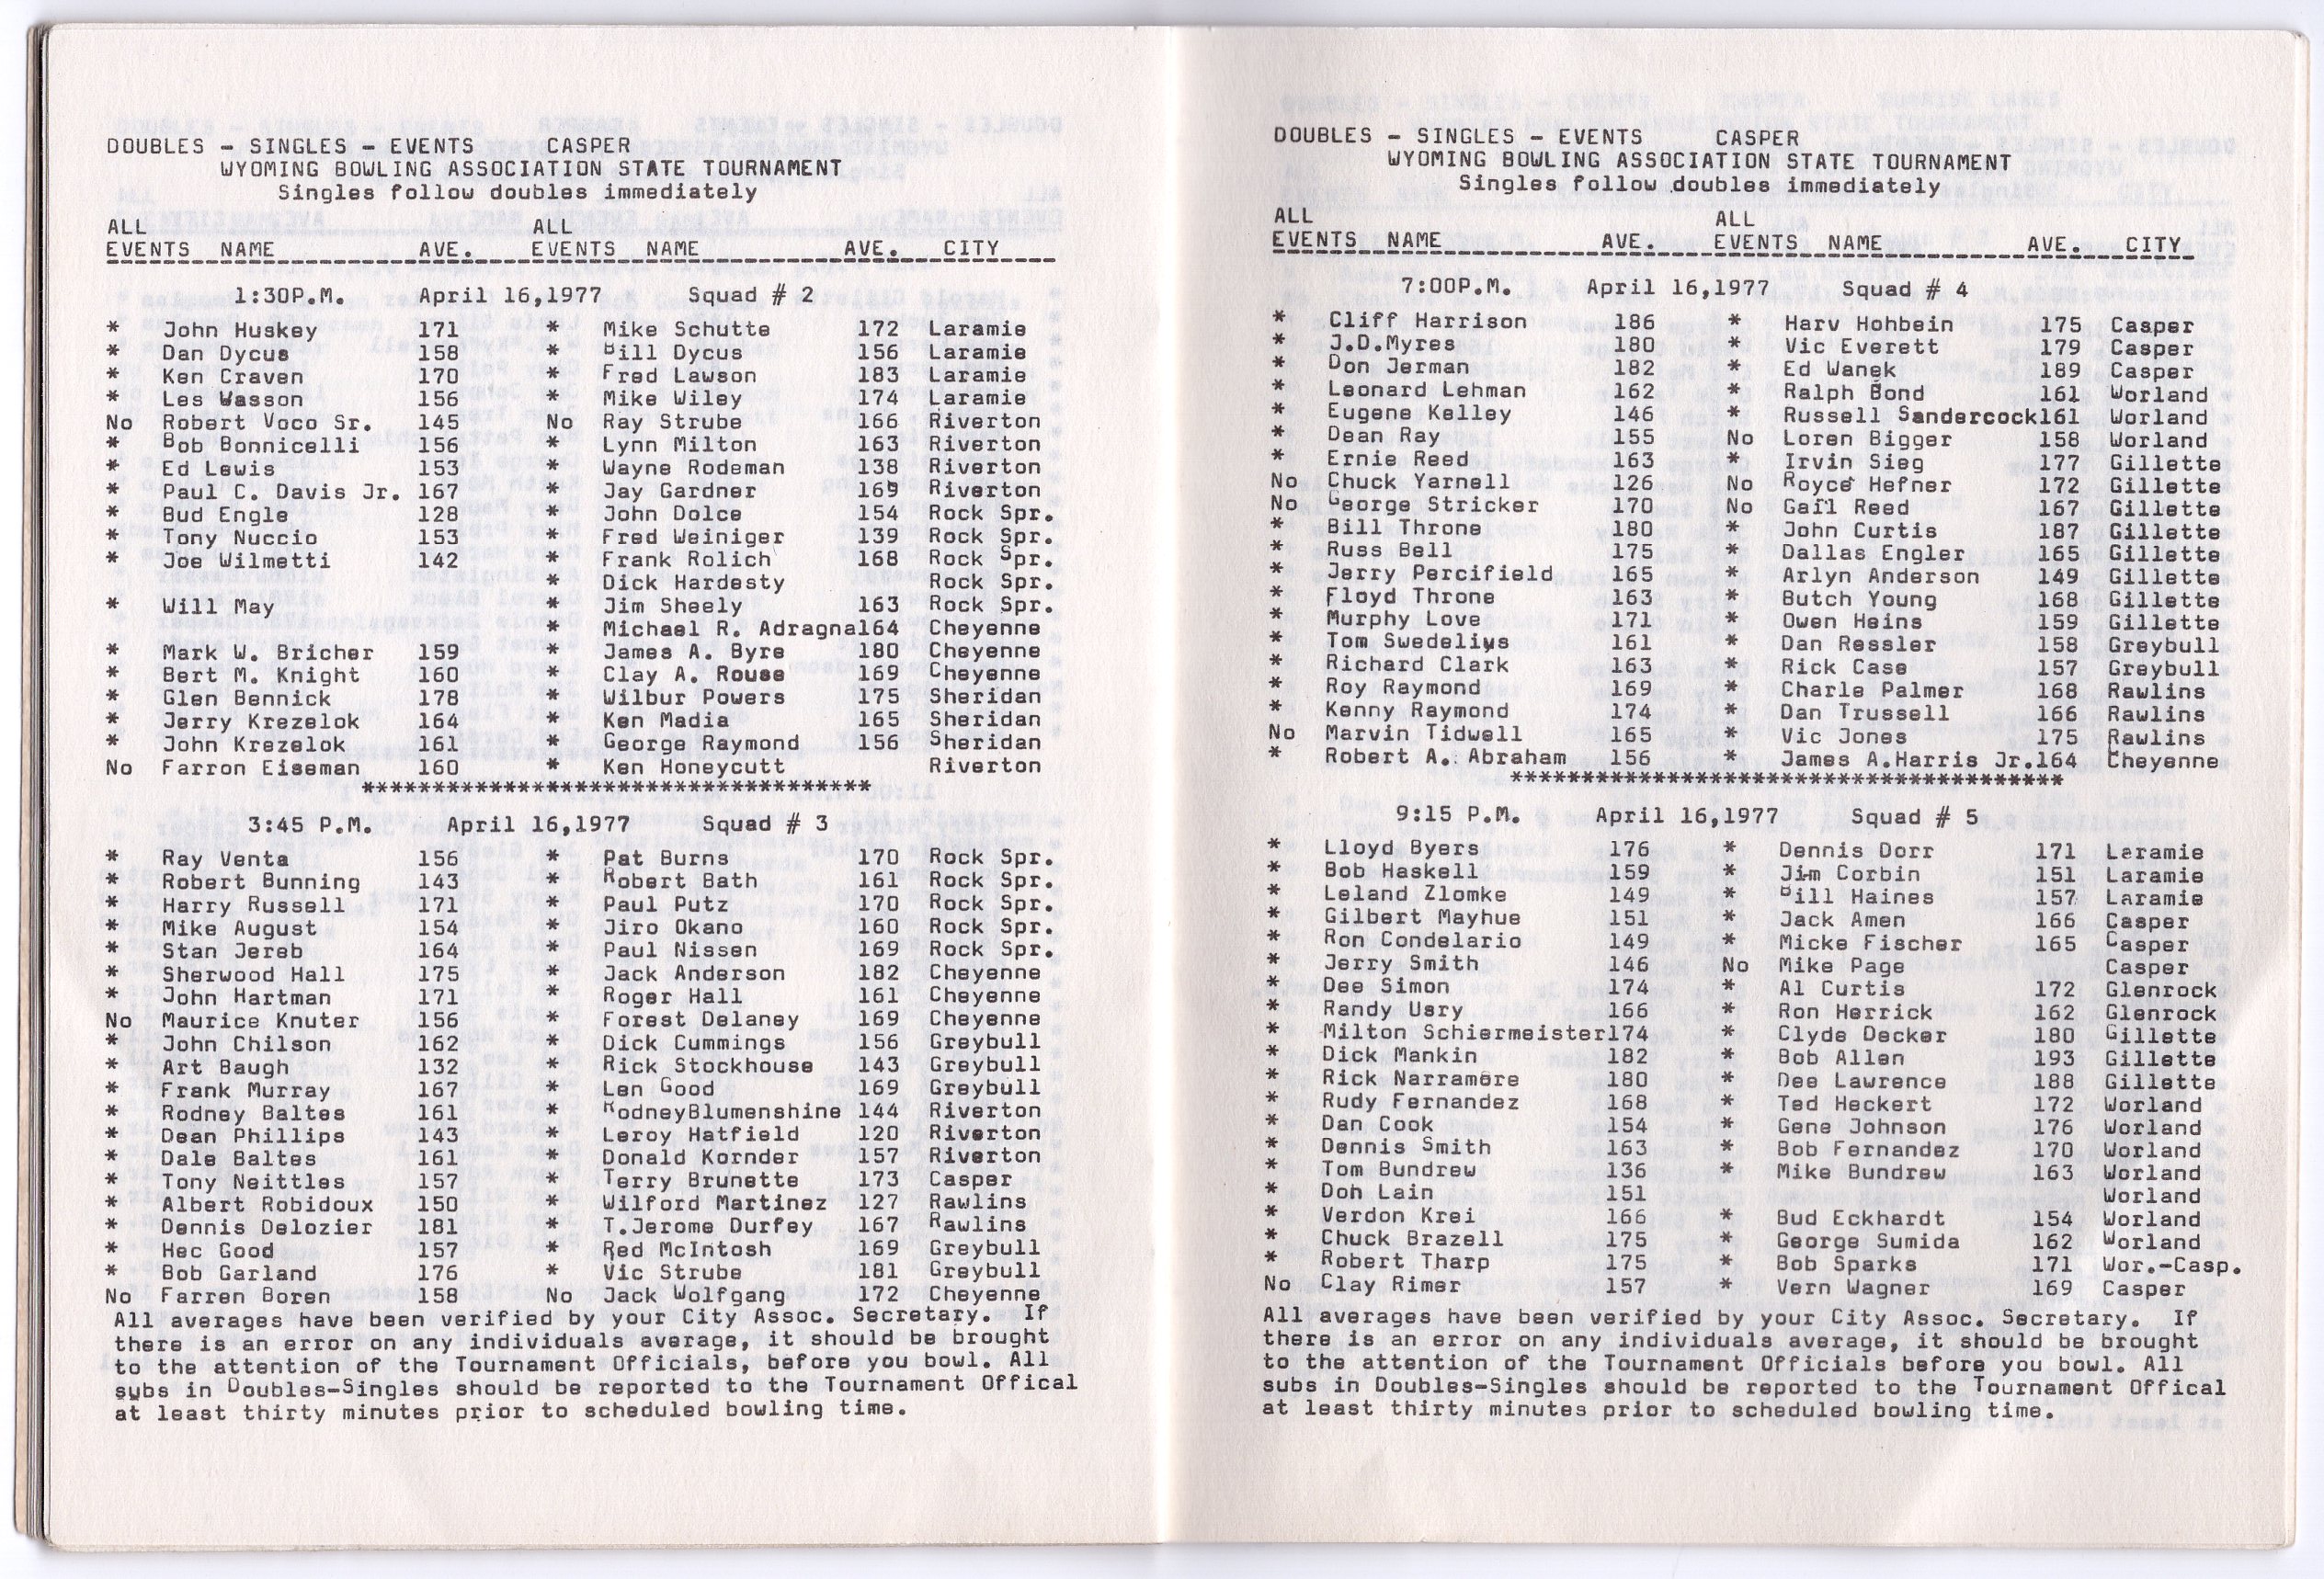 DOUBLES - SINGLES - EVENTS CASPER
WYOMING BOWLING ASSOCIATION STATE TOURNAMENT
Singles follow doubles immediately
ALL ALL
EVENTS NAME AVE. EVENTS NAME AVE. CITY
1:30P.M. April 16,1977 Squad # 2
* John Huskey 171 * Mike Schutte 172 Laramie
* Dan Dycus 158 * Bill Dycus 156 Laramie
* Ken Craven 170 * Fred Lawson 183 Laramie
* Les Wasson 156 * Mike Wiley 174 Laramie
No Robert Voco Sr. 145 No Ray Strube 166 Riverton
* Bob Bonnicelli 156 * Lynn Milton 163 Riverton
* Ed Lewis 153 * Wayne Rodeman 138 Riverton
* Paul C. Davis Jr. 167 * Jay Gardner 169 Riverton
* Bud Engle 128 * John Dolce 154 Rock Spr.
* Tony Nuccio 153 * Fred Weiniger 139 Rock Spr.
* Joe Wilmetti 142 * Frank Rolich 168 Rock Spr.
* Dick Hardesty Rock Spr.
* Will May * Jim Sheely 163 Rock Spr.
* Michael R. Adragna164 Cheyenne
* Mark W. Bricher 159 * James A. Byre 180 Cheyenne
* Bert M. Knight 160 * Clay A. Rouse 169 Cheyenne
* Glen Bennick 178 * Wilbur Powers 175 Sheridan
* Jerry Krezelok 164 * Ken Madia 165 Sheridan
* John Krezelok 161 * George Raymond 156 Sheridan
No Farron Eiseman 160 * Ken Honeycutt Riverton
************************************
3:45 P.M. April 16,1977 Squad # 3
* Ray Venta 156 * Pat Burns 170 Rock Spr.
* Robert Bunning 143 * Robert Bath 161 Rock Spr.
* Harry Russell 171 * Paul Putz 170 Rock Spr.
* Mike August 154 * Jiro Okano 160 Rock Spr.
* Stan Jereb 164 * Paul Nissen 169 Rock Spr.
* Sherwood Hall 175 * Jack Anderson 182 Cheyenne
* John Hartman 171 * Roger Hall 161 Cheyenne
No Maurice Knuter 156 * Forest Delaney 169 Cheyenne
* John Chilson 162 * Dick Cummings 156 Greybull
* Art Baugh 132 * Rick Stockhouse 143 Greybull
* Frank Murray 167 * Len Good 169 Greybull
* Rodney Baltes 161 * RodneyBlumenshine 144 Riverton
* Dean Phillips 143 * Leroy Hatfield 120 Riverton
* Dale Baltes 161 * Donald Kornder 157 Riverton
* Tony Neittles 157 * Terry Brunette 173 Casper
* Albert Robidoux 150 * Wilford Martinez 127 Rawlins
* Dennis Delozier 181 * T.Jerome Durfey 167 Rawlins
* Hec Good 157 * Red McIntosh 169 Greybull
* Bob Garland 176 * Vic Strube 181 Greybull
No Farren Boren 158 No Jack Wolfgang 172 Cheyenne
All averages have been verified by your City Assoc. Secretary. If
there is an error on any individuals average, it should be brought
to the attention of the Tournament Officials, before you bowl. All
subs in Doubles-Singles should be reported to the Tournament Offical
at least thirty minutes prior to scheduled bowling time.
DOUBLES - SINGLES - EVENTS CASPER
WYOMING BOWLING ASSOCIATION STATE TOURNAMENT
Singles follow doubles immediately
ALL ALL
EVENTS NAME AVE. EVENTS NAME AVE. CITY
7:00P.M. April 16,1977 Squad # 4
* Cliff Harrison 186 * Harv Hohbein 175 Casper
* J.D.Myres 180 * Vic Everett 179 Casper
* Don Jerman 182 * Ed Wanek 189 Casper
* Leonard Lehman 162 * Ralph Bond 161 Worland
* Eugene Kelley 146 * Russell Sandercock161 Worland
* Dean Ray 155 No Loren Bigger 158 Worland
* Ernie Reed 163 * Irvin Sieg 177 Gillette
No Chuck Yarnell 126 No Royce Hefner 172 Gillette
No George Stricker 170 No Gail Reed 167 Gillette
* Bill Throne 180 * John Curtis 187 Gillette
* Russ Bell 175 * Dallas Engler 165 Gillette
* Jerry Percifield 165 * Arlyn Anderson 149 Gillette
* Floyd Throne 163 * Butch Young 168 Gillette
* Murphy Love 171 * Owen Heins 159 Gillette
* Tom Swedelius 161 * Dan Ressler 158 Greybull
* Richard Clark 163 * Rick Case 157 Greybull
* Roy Raymond 169 * Charle Palmer 168 Rawlins
* Kenny Raymond 174 * Dan Trussell 166 Rawlins
No Marvin Tidwell 165 * Vic Jones 175 Rawlins
* Robert A. Abraham 156 * James A.Harris Jr.164 Cheyenne
***************************************
9:15 P.M. April 16,1977 Squad # 5
* Lloyd Byers 176 * Dennis Dorr 171 Laramie
* Bob Haskell 159 * Jim Corbin 151 Laramie
* Leland Zlomke 149 * Bill Haines 157 Laramie
* Gilbert Mayhue 151 * Jack Amen 166 Casper
* Ron Condelario 149 * Micke Fischer 165 Casper
* Jerry Smith 146 No Mike Page Casper
* Dee Simon 174 * Al Curtis 172 Glenrock
* Randy Usry 166 * Ron Herrick 162 Glenrock
* Milton Schiermeister174 * Clyde Decker 180 Gillette
* Dick Mankin 182 * Bob Allen 193 Gillette
* Rick Narramore 180 * Dee Lawrence 188 Gillette
* Rudy Fernandez 168 * Ted Heckert 172 Worland
* Dan Cook 154 * Gene Johnson 176 Worland
* Dennis Smith 163 * Bob Fernandez 170 Worland
* Tom Bundrew 136 * Mike Bundrew 163 Worland
* Doh Lain 151 Worland
* Verdon Krei 166 * Bud Eckhardt 154 Worland
* Chuck Brazell 175 * George Sumida 162 Worland
* Robert Tharp 175 * Bob Sparks 171 Wor.-Casp.
No Clay Rimer 157 * Vern Wagner 169 Casper
All averages have been verified by your City Assoc. Secretary. If
there is an error on any individuals average, it should be brought
to the attention of the Tournament Officials before you bowl. All
subs in Doubles-Singles should be reported to the Tournament Offical
at least thirty minutes prior to scheduled bowling time.